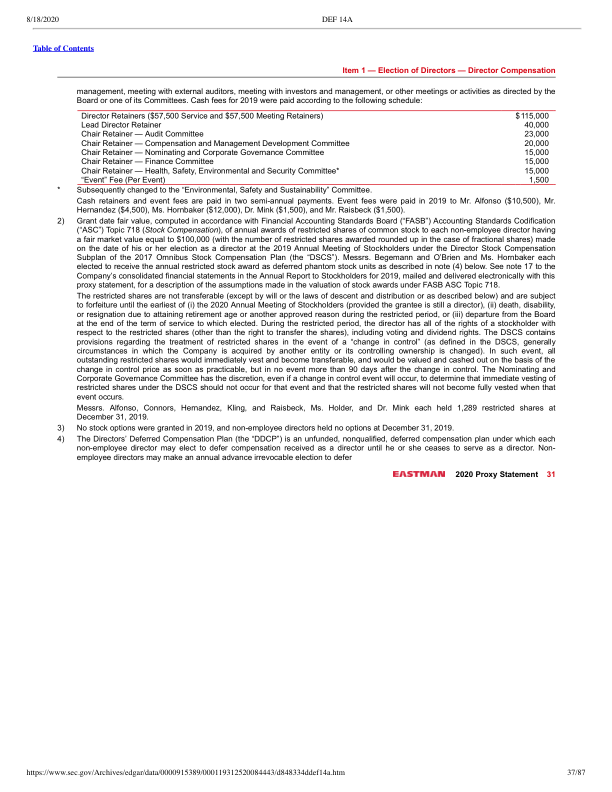 8/18/2020 DEF 14A
Table of Contents
Item 1 — Election of Directors — Director Compensation
management, meeting with external auditors, meeting with investors and management, or other meetings or activities as directed by the
Board or one of its Committees. Cash fees for 2019 were paid according to the following schedule:
Director Retainers ($57,500 Service and $57,500 Meeting Retainers) $115,000
Lead Director Retainer 40,000
Chair Retainer — Audit Committee 23,000
Chair Retainer — Compensation and Management Development Committee 20,000
Chair Retainer — Nominating and Corporate Governance Committee 15,000
Chair Retainer — Finance Committee 15,000
Chair Retainer — Health, Safety, Environmental and Security Committee* 15,000
"Event" Fee (Per Event) 1,500
* Subsequently changed to the "Environmental, Safety and Sustainability" Committee.
Cash retainers and event fees are paid in two semi-annual payments. Event fees were paid in 2019 to Mr. Alfonso ($10,500), Mr.
Hernandez ($4,500), Ms. Hornbaker ($12,000), Dr. Mink ($1,500), and Mr. Raisbeck ($1,500).
2) Grant date fair value, computed in accordance with Financial Accounting Standards Board ("FASB") Accounting Standards Codification
("ASC") Topic 718 (Stock Compensation), of annual awards of restricted shares of common stock to each non-employee director having
a fair market value equal to $100,000 (with the number of restricted shares awarded rounded up in the case of fractional shares) made
on the date of his or her election as a director at the 2019 Annual Meeting of Stockholders under the Director Stock Compensation
Subplan of the 2017 Omnibus Stock Compensation Plan (the "DSCS"). Messrs. Begemann and O'Brien and Ms. Hornbaker each
elected to receive the annual restricted stock award as deferred phantom stock units as described in note (4) below. See note 17 to the
Company's consolidated financial statements in the Annual Report to Stockholders for 2019, mailed and delivered electronically with this
proxy statement, for a description of the assumptions made in the valuation of stock awards under FASB ASC Topic 718.
The restricted shares are not transferable (except by will or the laws of descent and distribution or as described below) and are subject
to forfeiture until the earliest of (i) the 2020 Annual Meeting of Stockholders (provided the grantee is still a director), (ii) death, disability,
or resignation due to attaining retirement age or another approved reason during the restricted period, or (iii) departure from the Board
at the end of the term of service to which elected. During the restricted period, the director has all of the rights of a stockholder with
respect to the restricted shares (other than the right to transfer the shares), including voting and dividend rights. The DSCS contains
provisions regarding the treatment of restricted shares in the event of a "change in control" (as defined in the DSCS, generally
circumstances in which the Company is acquired by another entity or its controlling ownership is changed). In such event, all
outstanding restricted shares would immediately vest and become transferable, and would be valued and cashed out on the basis of the
change in control price as soon as practicable, but in no event more than 90 days after the change in control. The Nominating and
Corporate Governance Committee has the discretion, even if a change in control event will occur, to determine that immediate vesting of
restricted shares under the DSCS should not occur for that event and that the restricted shares will not become fully vested when that
event occurs.
Messrs. Alfonso, Connors, Hernandez, Kling, and Raisbeck, Ms. Holder, and Dr. Mink each held 1,289 restricted shares at
December 31, 2019.
3) No stock options were granted in 2019, and non-employee directors held no options at December 31, 2019.
4) The Directors' Deferred Compensation Plan (the "DDCP") is an unfunded, nonqualified, deferred compensation plan under which each
non-employee director may elect to defer compensation received as a director until he or she ceases to serve as a director. Non-
employee directors may make an annual advance irrevocable election to defer
EASTMAN 2020 Proxy Statement 31
https://www.sec.gov/Archives/edgar/data/0000915389/000119312520084443/d848334ddef14a.htm 37/87